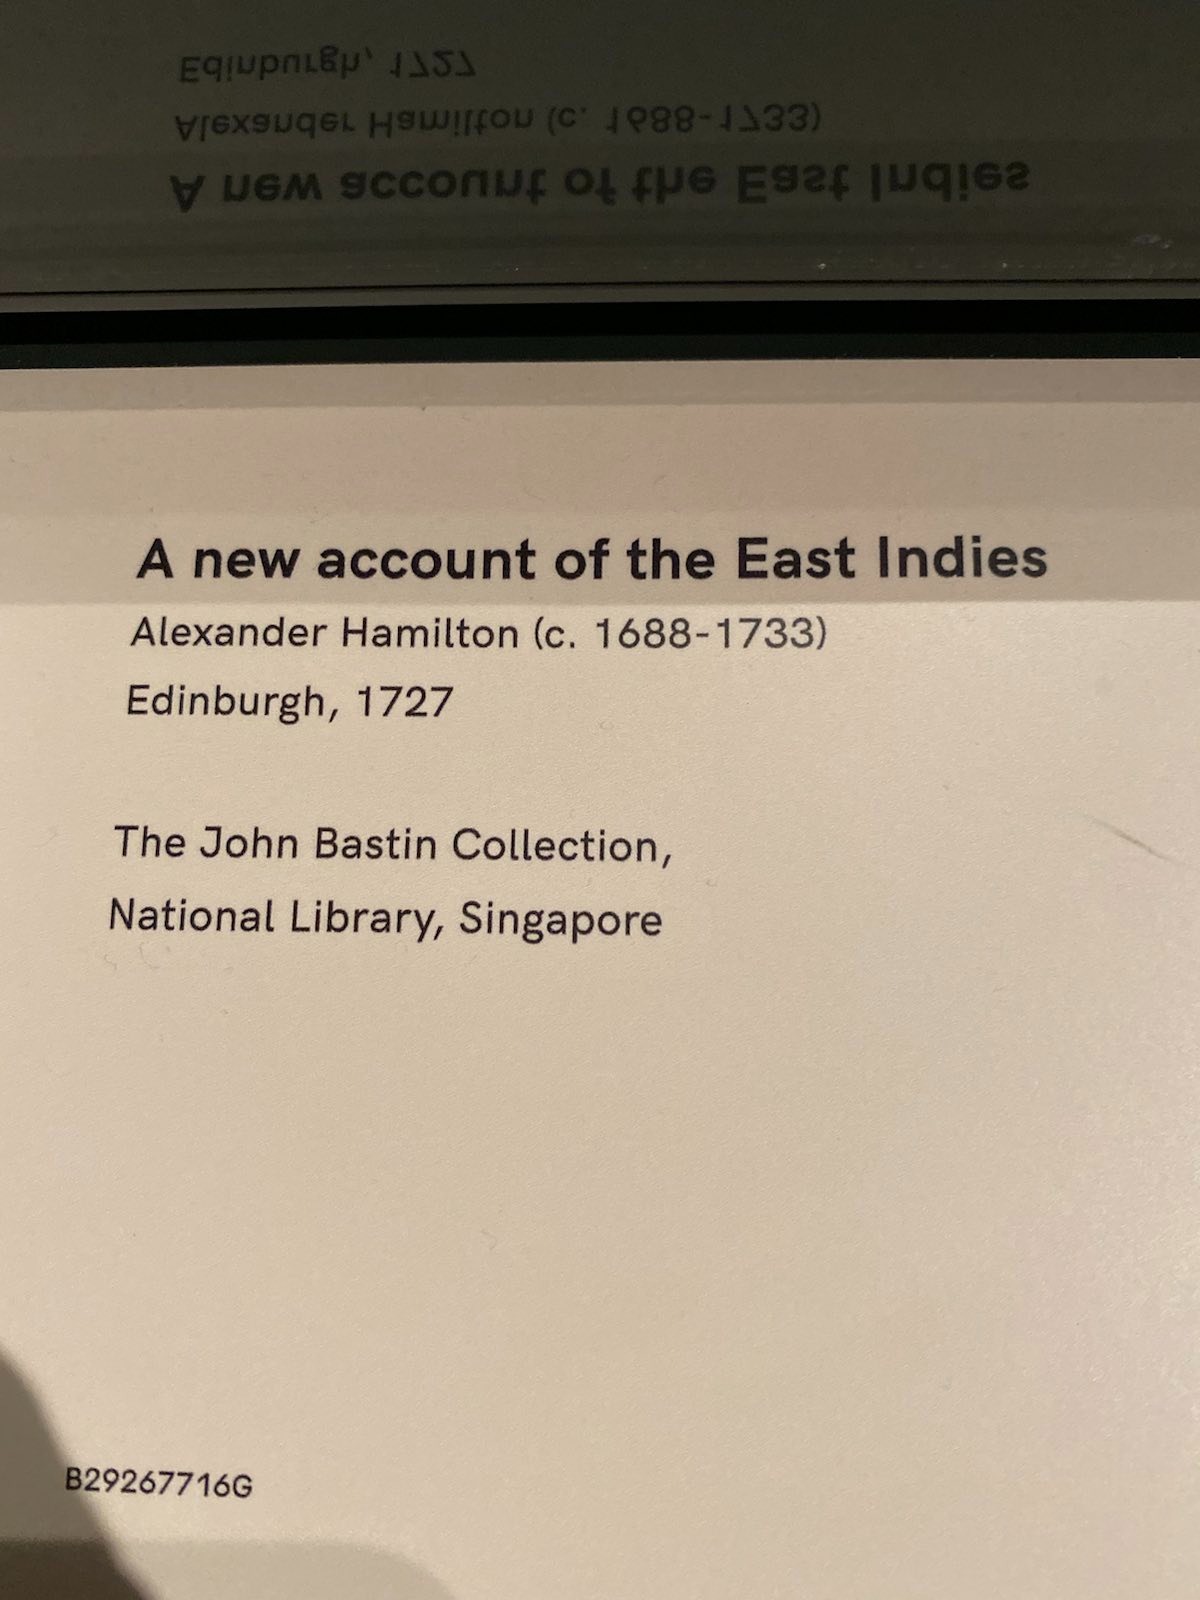 A new account of the East Indies
Alexander Hamilton (c. 1688-1733)
Edinburgh, 1727
The John Bastin Collection,
National Library, Singapore
B29267716G